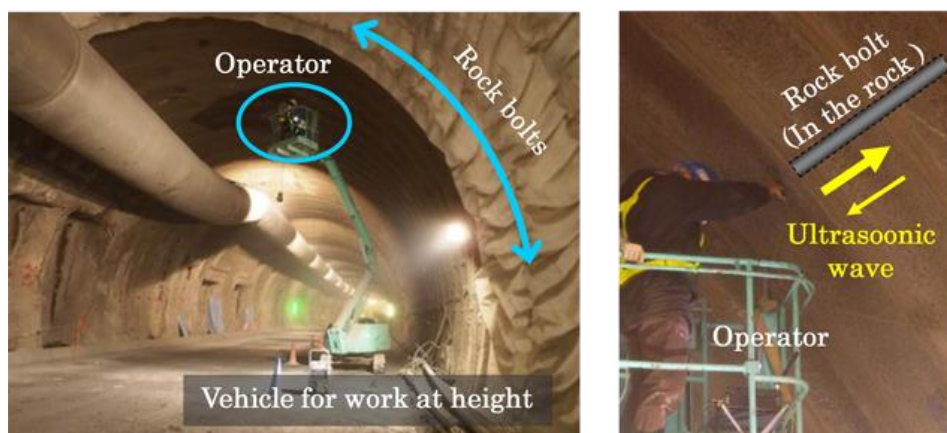 Operator
Rock bolts
Vehicle for work at height
Rock bolt
(In the rock )
Ultrasoonic
wave
Operator